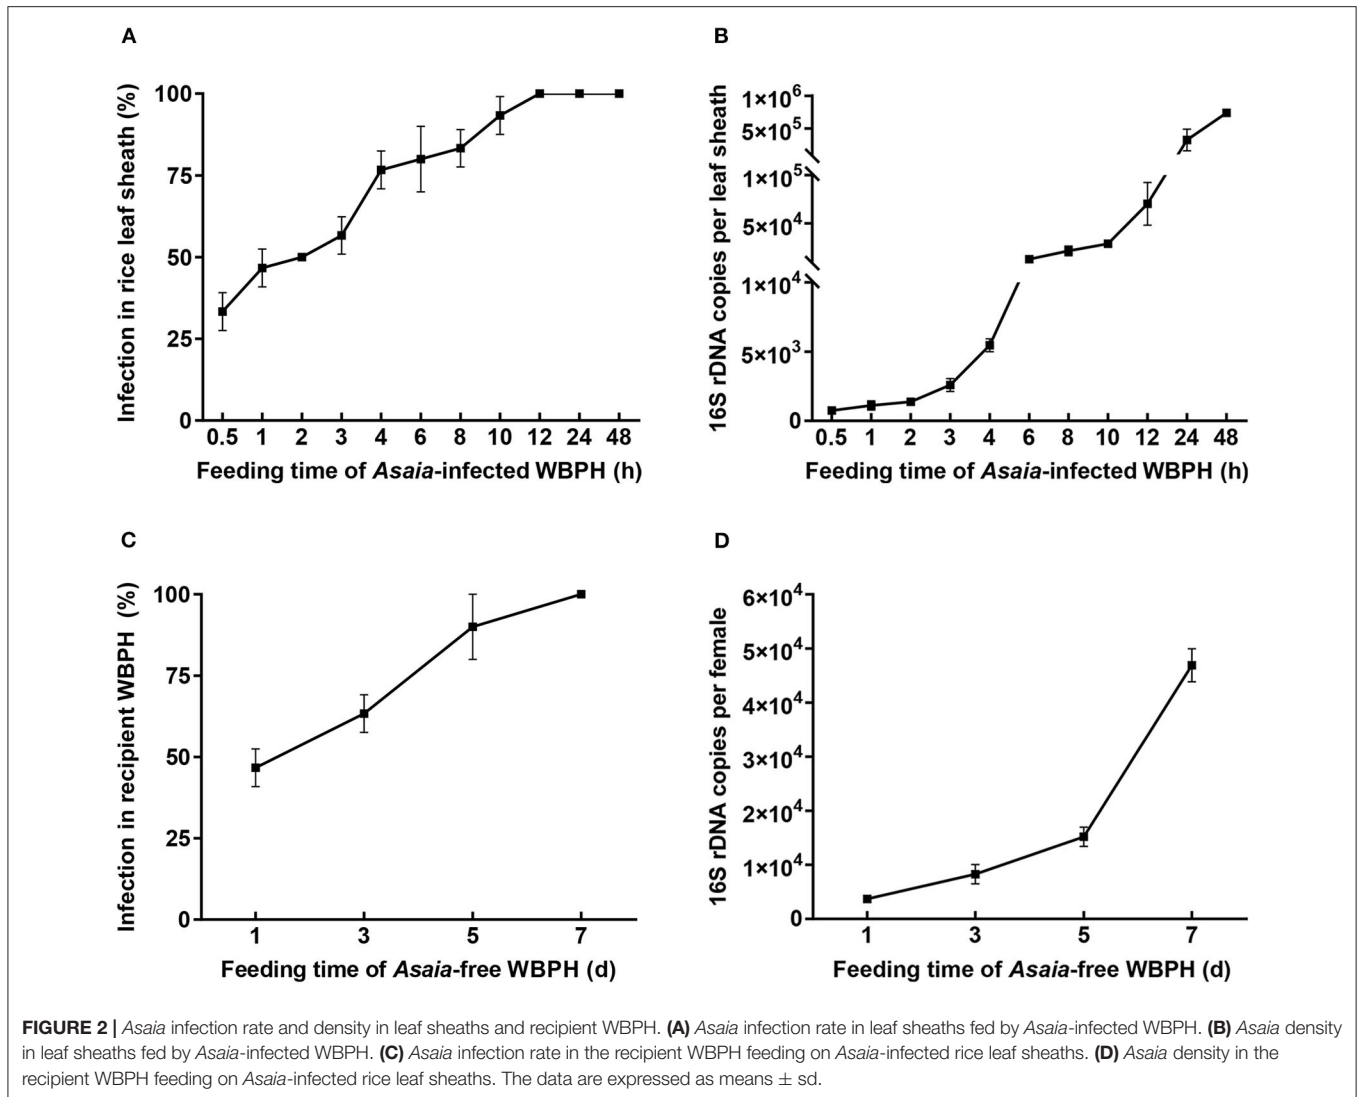 A
Infection in rice leaf sheath (%)
100
75
50
25
0
0.5 1 2 3 4 6 8 10 12 24 48
Feeding time of Asaia-infected WBPH (h)
B
16S rDNA copies per leaf sheath
1×10⁶
5×10⁵
1×10⁵
5×10⁴
1×10⁴
5×10³
0
0.5 1 2 3 4 6 8 10 12 24 48
Feeding time of Asaia-infected WBPH (h)
C
Infection in recipient WBPH (%)
100
75
50
25
0
1 3 5 7
Feeding time of Asaia-free WBPH (d)
D
16S rDNA copies per female
6×10⁴
5×10⁴
4×10⁴
3×10⁴
2×10⁴
1×10⁴
0
1 3 5 7
Feeding time of Asaia-free WBPH (d)
FIGURE 2 | Asaia infection rate and density in leaf sheaths and recipient WBPH. (A) Asaia infection rate in leaf sheaths fed by Asaia-infected WBPH. (B) Asaia density
in leaf sheaths fed by Asaia-infected WBPH. (C) Asaia infection rate in the recipient WBPH feeding on Asaia-infected rice leaf sheaths. (D) Asaia density in the
recipient WBPH feeding on Asaia-infected rice leaf sheaths. The data are expressed as means ± sd.